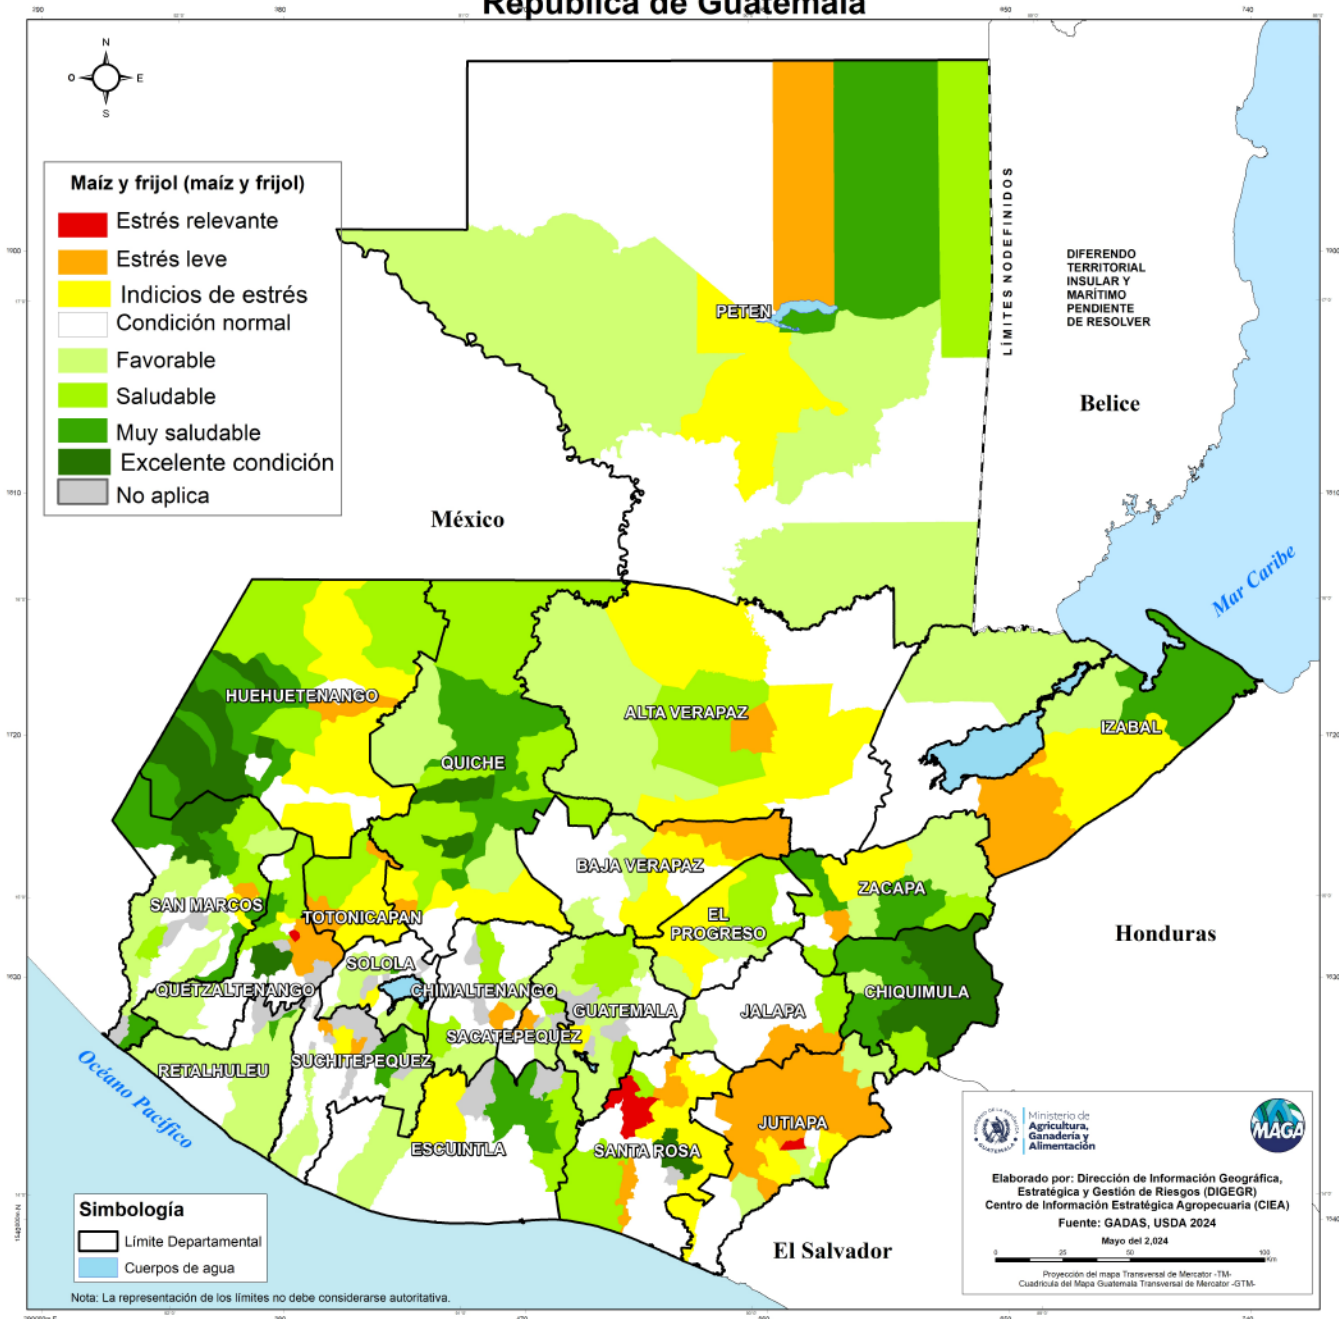 República de Guatemala
N
O
E
S
Maíz y frijol (maíz y frijol)
Estrés relevante
Estrés leve
Indicios de estrés
Condición normal
Favorable
Saludable
Muy saludable
Excelente condición
No aplica
LÍMITES NODEFINIDOS
DIFERENDO
TERRITORIAL
INSULAR Y
MARÍTIMO
PENDIENTE
DE RESOLVER
PETEN
Belice
México
Mar Caribe
HUEHUETENANGO
ALTA VERAPAZ
IZABAL
QUICHE
BAJA VERAPAZ
ZACAPA
SAN MARCOS
TOTONICAPAN
EL
PROGRESO
Honduras
SOLOLA
QUETZALTENANGO
CHIMALTENANGO
CHIQUIMULA
GUATEMALA
JALAPA
SACATEPEQUEZ
RETALHULEU
SUCHITEPEQUEZ
Océano Pacífico
JUTIAPA
ESCUINTLA
SANTA ROSA
El Salvador
Simbología
Límite Departamental
Cuerpos de agua
Nota: La representación de los límites no debe considerarse autoritativa.
Ministerio de
Agricultura,
Ganadería y
Alimentación
MAGA
Elaborado por: Dirección de Información Geográfica,
Estratégica y Gestión de Riesgos (DIGEGR)
Centro de Información Estratégica Agropecuaria (CIEA)
Fuente: GADAS, USDA 2024
Mayo del 2,024
0 25 50 100
Km
Proyección del mapa Transversal de Mercator -TM-
Cuadrícula del Mapa Guatemala Transversal de Mercator -GTM-